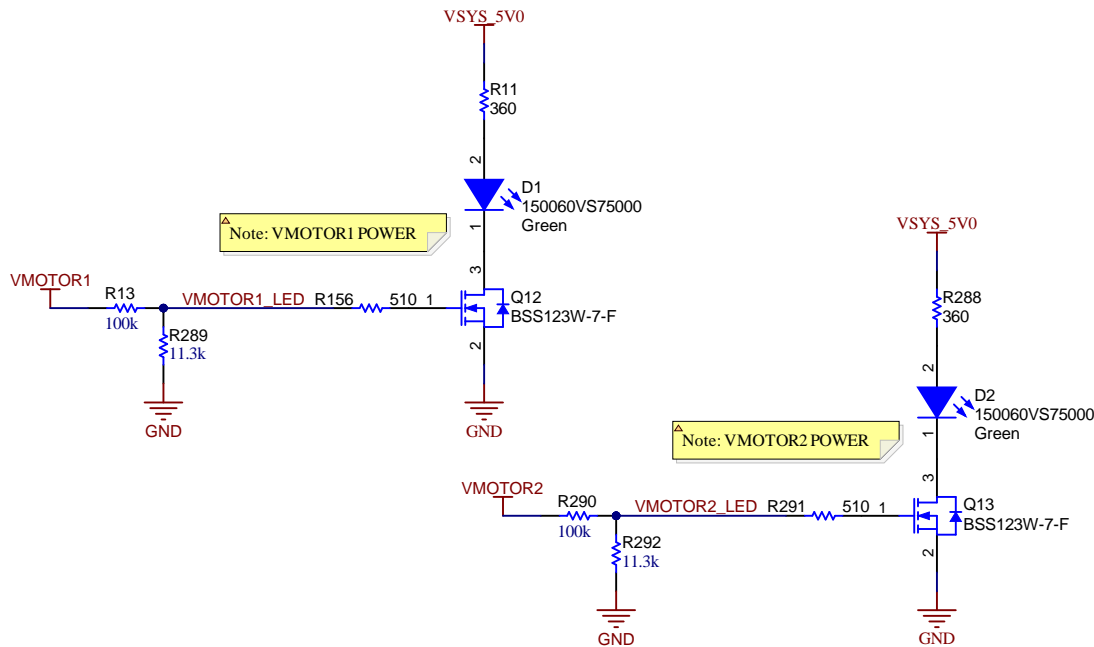 VSYS_5V0
R11
360
2
D1
150060VS75000
Green
1
Note: VMOTOR1 POWER
3
VMOTOR1
R13
100k
VMOTOR1_LED
R156
510
1
Q12
BSS123W-7-F
R289
11.3k
2
GND
GND
VSYS_5V0
R288
360
2
D2
150060VS75000
Green
1
Note: VMOTOR2 POWER
3
VMOTOR2
R290
100k
VMOTOR2_LED
R291
510
1
Q13
BSS123W-7-F
R292
11.3k
2
GND
GND